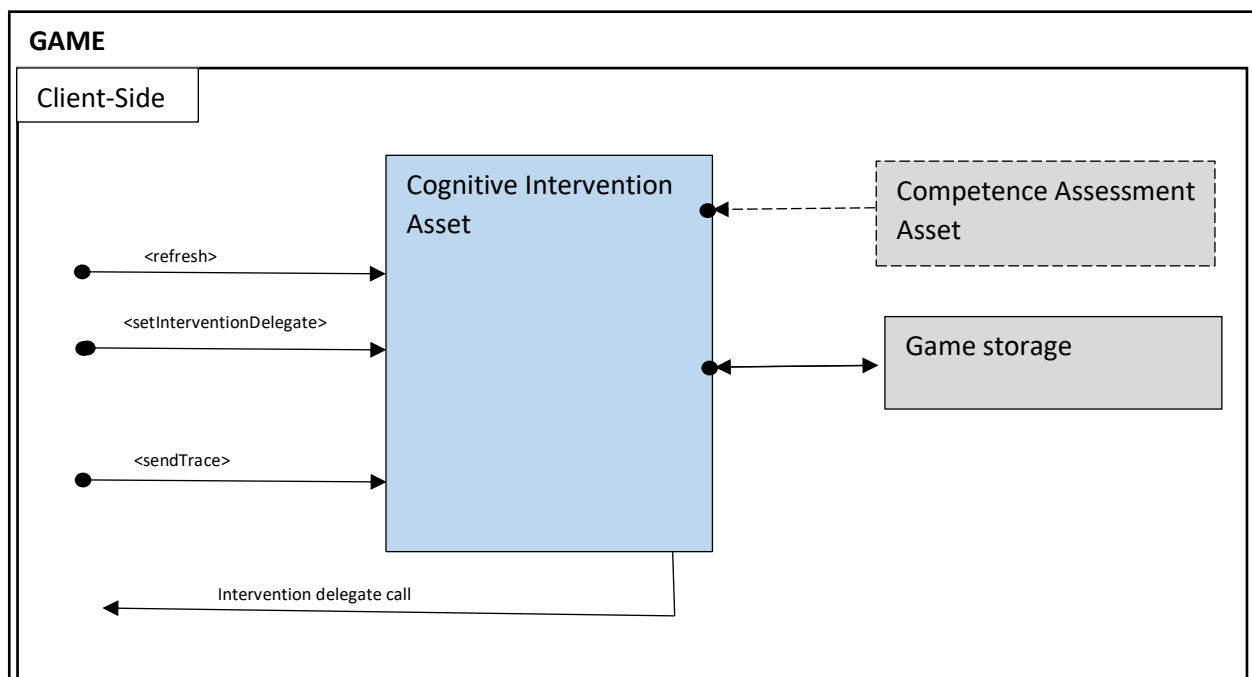 GAME
Client-Side
Cognitive Intervention
Asset
Competence Assessment
Asset
<refresh>
<setInterventionDelegate>
Game storage
<sendTrace>
Intervention delegate call